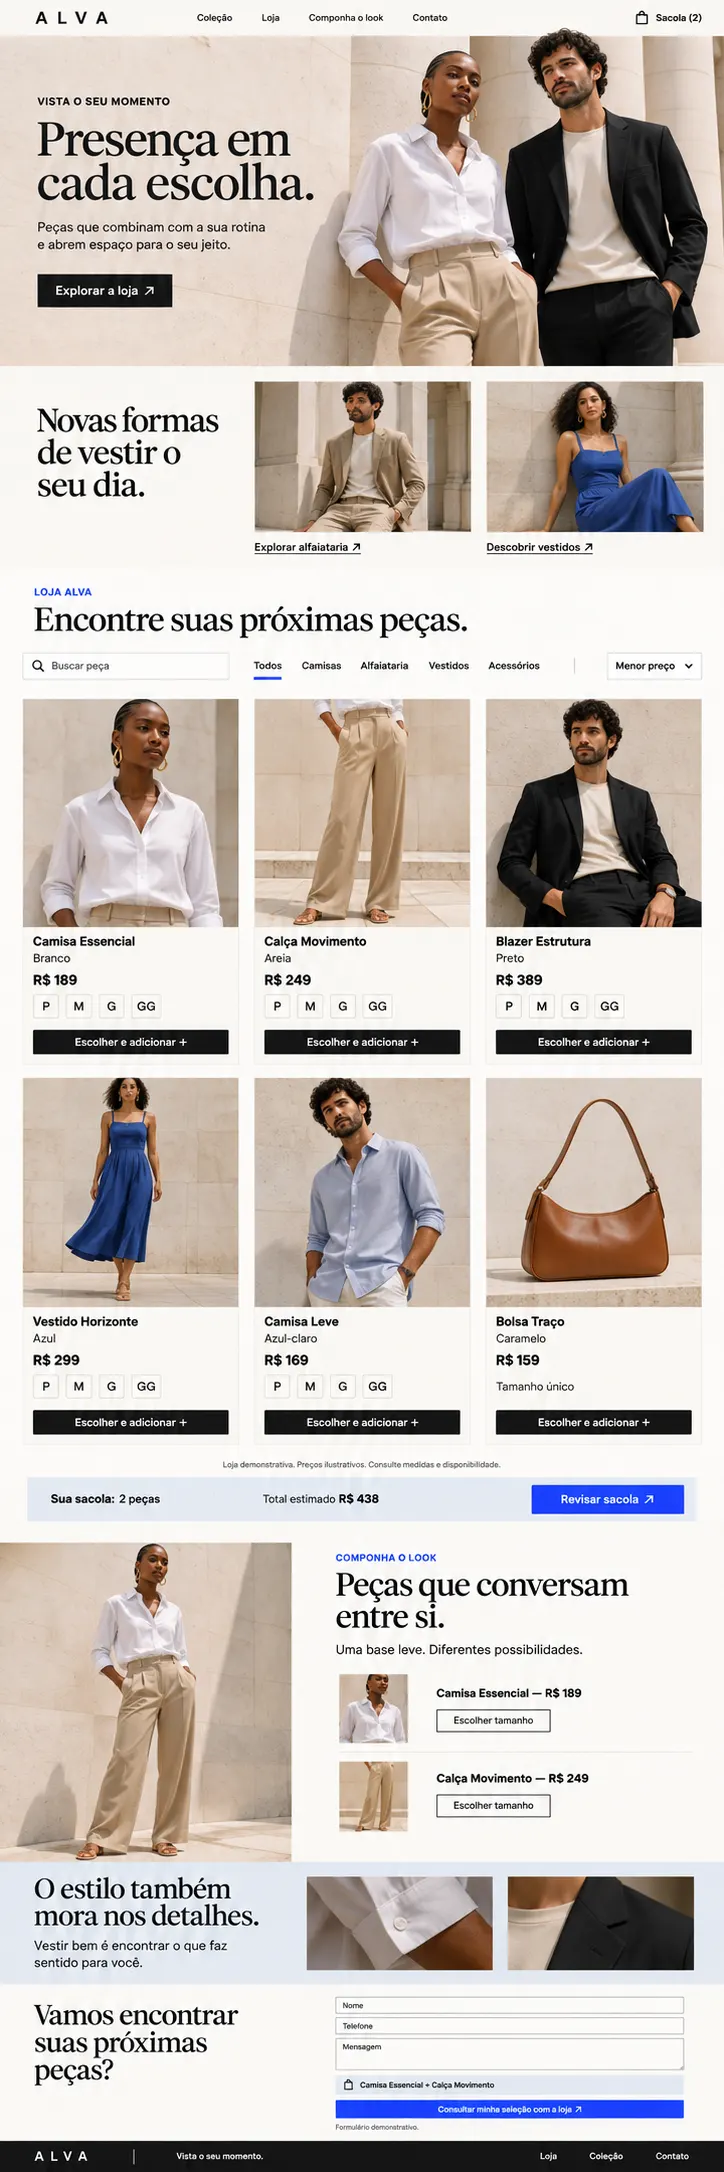 ALVA
Coleção
Loja
Componha o look
Contato
Sacola (2)
VISTA O SEU MOMENTO
Presença em
cada escolha.
Peças que combinam com a sua rotina
e abrem espaço para o seu jeito.
Explorar a loja ↗
Novas formas
de vestir o
seu dia.
Explorar alfaiataria ↗
Descobrir vestidos ↗
LOJA ALVA
Encontre suas próximas peças.
Buscar peça
Todos
Camisas
Alfaiataria
Vestidos
Acessórios
Menor preço
Camisa Essencial
Branco
R$ 189
P M G GG
Escolher e adicionar +
Calça Movimento
Areia
R$ 249
P M G GG
Escolher e adicionar +
Blazer Estrutura
Preto
R$ 389
P M G GG
Escolher e adicionar +
Vestido Horizonte
Azul
R$ 299
P M G GG
Escolher e adicionar +
Camisa Leve
Azul-claro
R$ 169
P M G GG
Escolher e adicionar +
Bolsa Traço
Caramelo
R$ 159
Tamanho único
Escolher e adicionar +
Loja demonstrativa. Preços ilustrativos. Consulte medidas e disponibilidade.
Sua sacola: 2 peças
Total estimado R$ 438
Revisar sacola ↗
COMPONHA O LOOK
Peças que conversam
entre si.
Uma base leve. Diferentes possibilidades.
Camisa Essencial — R$ 189
Escolher tamanho
Calça Movimento — R$ 249
Escolher tamanho
O estilo também
mora nos detalhes.
Vestir bem é encontrar o que faz
sentido para você.
Vamos encontrar
suas próximas
peças?
Nome
Telefone
Mensagem
Camisa Essencial + Calça Movimento
Consultar minha seleção com a loja ↗
Formulário demonstrativo.
ALVA
Vista o seu momento.
Loja
Coleção
Contato